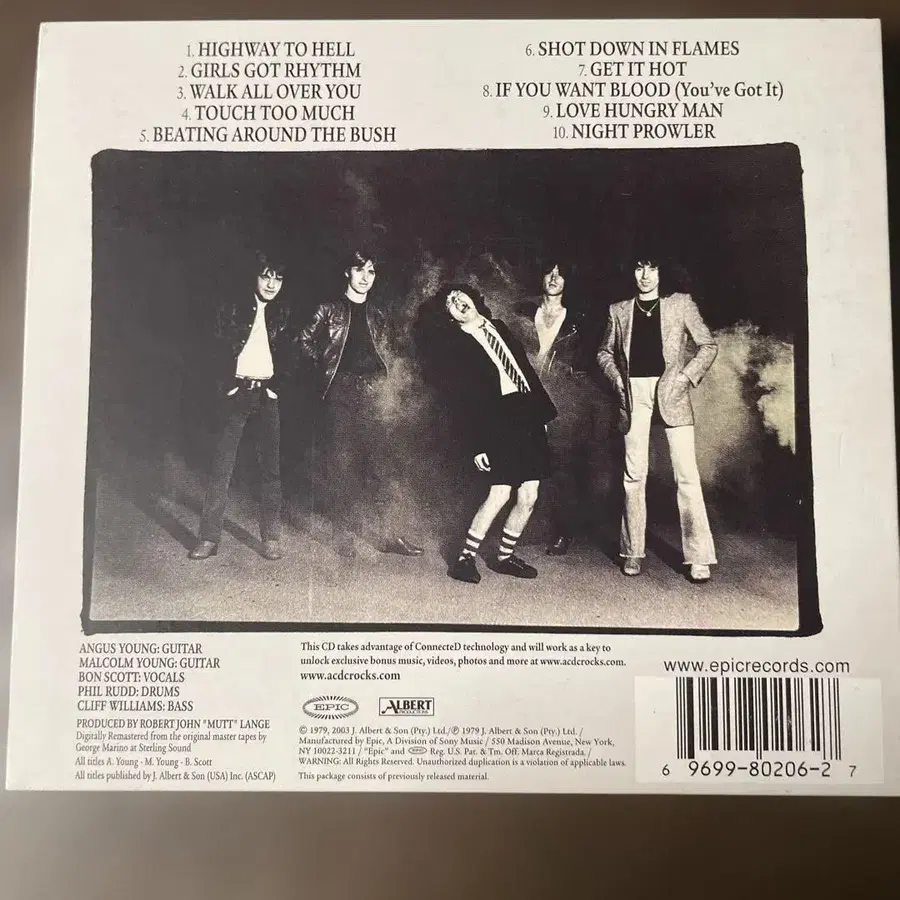 1. HIGHWAY TO HELL
2. GIRLS GOT RHYTHM
3. WALK ALL OVER YOU
4. TOUCH TOO MUCH
5. BEATING AROUND THE BUSH
6. SHOT DOWN IN FLAMES
7. GET IT HOT
8. IF YOU WANT BLOOD (You've Got It)
9. LOVE HUNGRY MAN
10. NIGHT PROWLER
ANGUS YOUNG: GUITAR
MALCOLM YOUNG: GUITAR
BON SCOTT: VOCALS
PHIL RUDD: DRUMS
CLIFF WILLIAMS: BASS
PRODUCED BY ROBERT JOHN "MUTT" LANGE
Digitally Remastered from the original master tapes by
George Marino at Sterling Sound
All titles A. Young · M. Young · B. Scott
All titles published by J. Albert & Son (USA) Inc. (ASCAP)
This CD takes advantage of ConnecteD technology and will work as a key to
unlock exclusive bonus music, videos, photos and more at www.acdcrocks.com.
www.acdcrocks.com
EPIC
ALBERT
PRODUCTIONS
© 1979, 2003 J. Albert & Son (Pty.) Ltd./℗ 1979 J. Albert & Son (Pty.) Ltd. /
Manufactured by Epic, A Division of Sony Music / 550 Madison Avenue, New York,
NY 10022-3211 / "Epic" and EPIC Reg. U.S. Pat. & Tm. Off. Marca Registrada. /
WARNING: All Rights Reserved. Unauthorized duplication is a violation of applicable laws.
This package consists of previously released material.
www.epicrecords.com
6 9699-80206-2 7